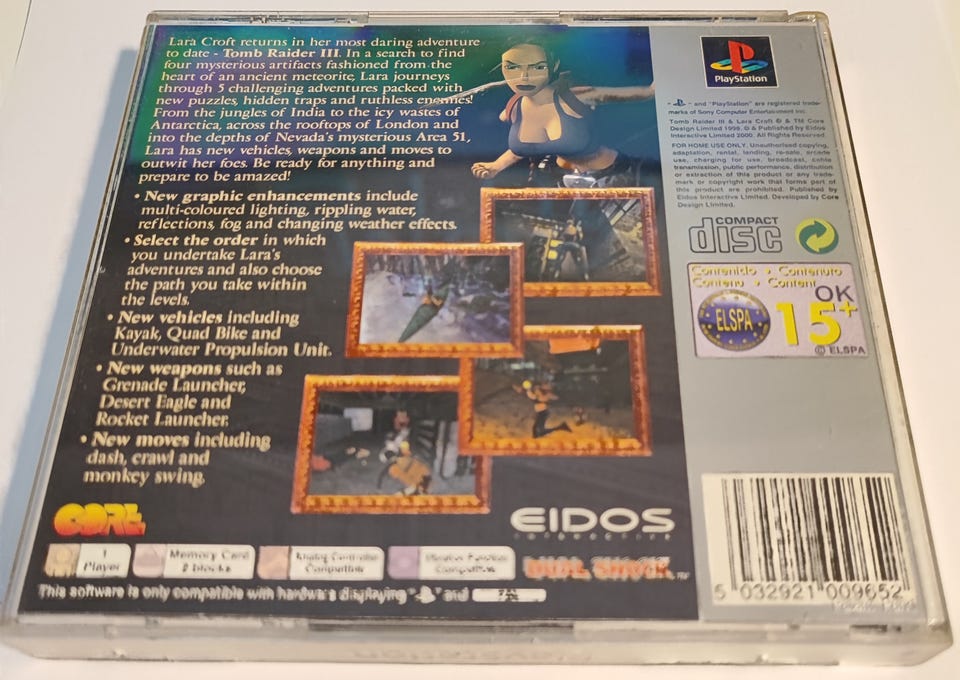 Lara Croft returns in her most daring adventure
to date - Tomb Raider III. In a search to find
four mysterious artifacts fashioned from the
heart of an ancient meteorite, Lara journeys
through 5 challenging adventures packed with
new puzzles, hidden traps and ruthless enemies!
From the jungles of India to the icy wastes of
Antarctica, across the rooftops of London and
into the depths of Nevada's mysterious Area 51,
Lara has new vehicles, weapons and moves to
outwit her foes. Be ready for anything and
prepare to be amazed!
• New graphic enhancements include
multi-coloured lighting, rippling water,
reflections, fog and changing weather effects.
• Select the order in which
you undertake Lara's
adventures and also choose
the path you take within
the levels.
• New vehicles including
Kayak, Quad Bike and
Underwater Propulsion Unit.
• New weapons such as
Grenade Launcher,
Desert Eagle and
Rocket Launcher.
• New moves including
dash, crawl and
monkey swing.
CORE
EIDOS
INTERACTIVE
1
Player
Memory Card
2 blocks
Analog Controller
Compatible
Vibration Function
Compatible
DUAL SHOCK™
This software is only compatible with hardware displaying " " and
PlayStation
" " and "PlayStation" are registered trade-
marks of Sony Computer Entertainment Inc.
Tomb Raider III & Lara Croft © & TM Core
Design Limited 1998. © & Published by Eidos
Interactive Limited 2000. All Rights Reserved.
FOR HOME USE ONLY. Unauthorised copying,
adaptation, rental, lending, re-sale, arcade
use, charging for use, broadcast, cable
transmission, public performance, distribution
or extraction of this product or any trade-
mark or copyright work that forms part of
this product are prohibited. Published by
Eidos Interactive Limited. Developed by Core
Design Limited.
COMPACT
disc
Contenido • Contenuto
Contenu • Content
ELSPA
OK
15+
© ELSPA
5 032921 009652